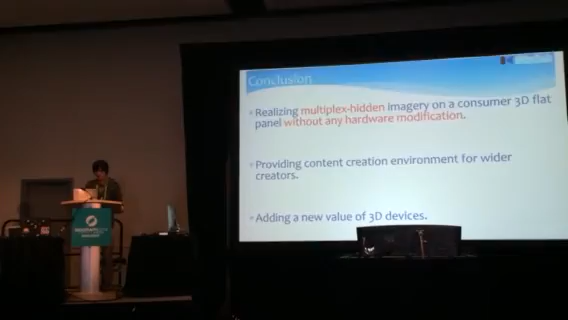 Conclusion
Realizing multiplex-hidden imagery on a consumer 3D flat
panel without any hardware modification.
Providing content creation environment for wider
creators.
Adding a new value of 3D devices.